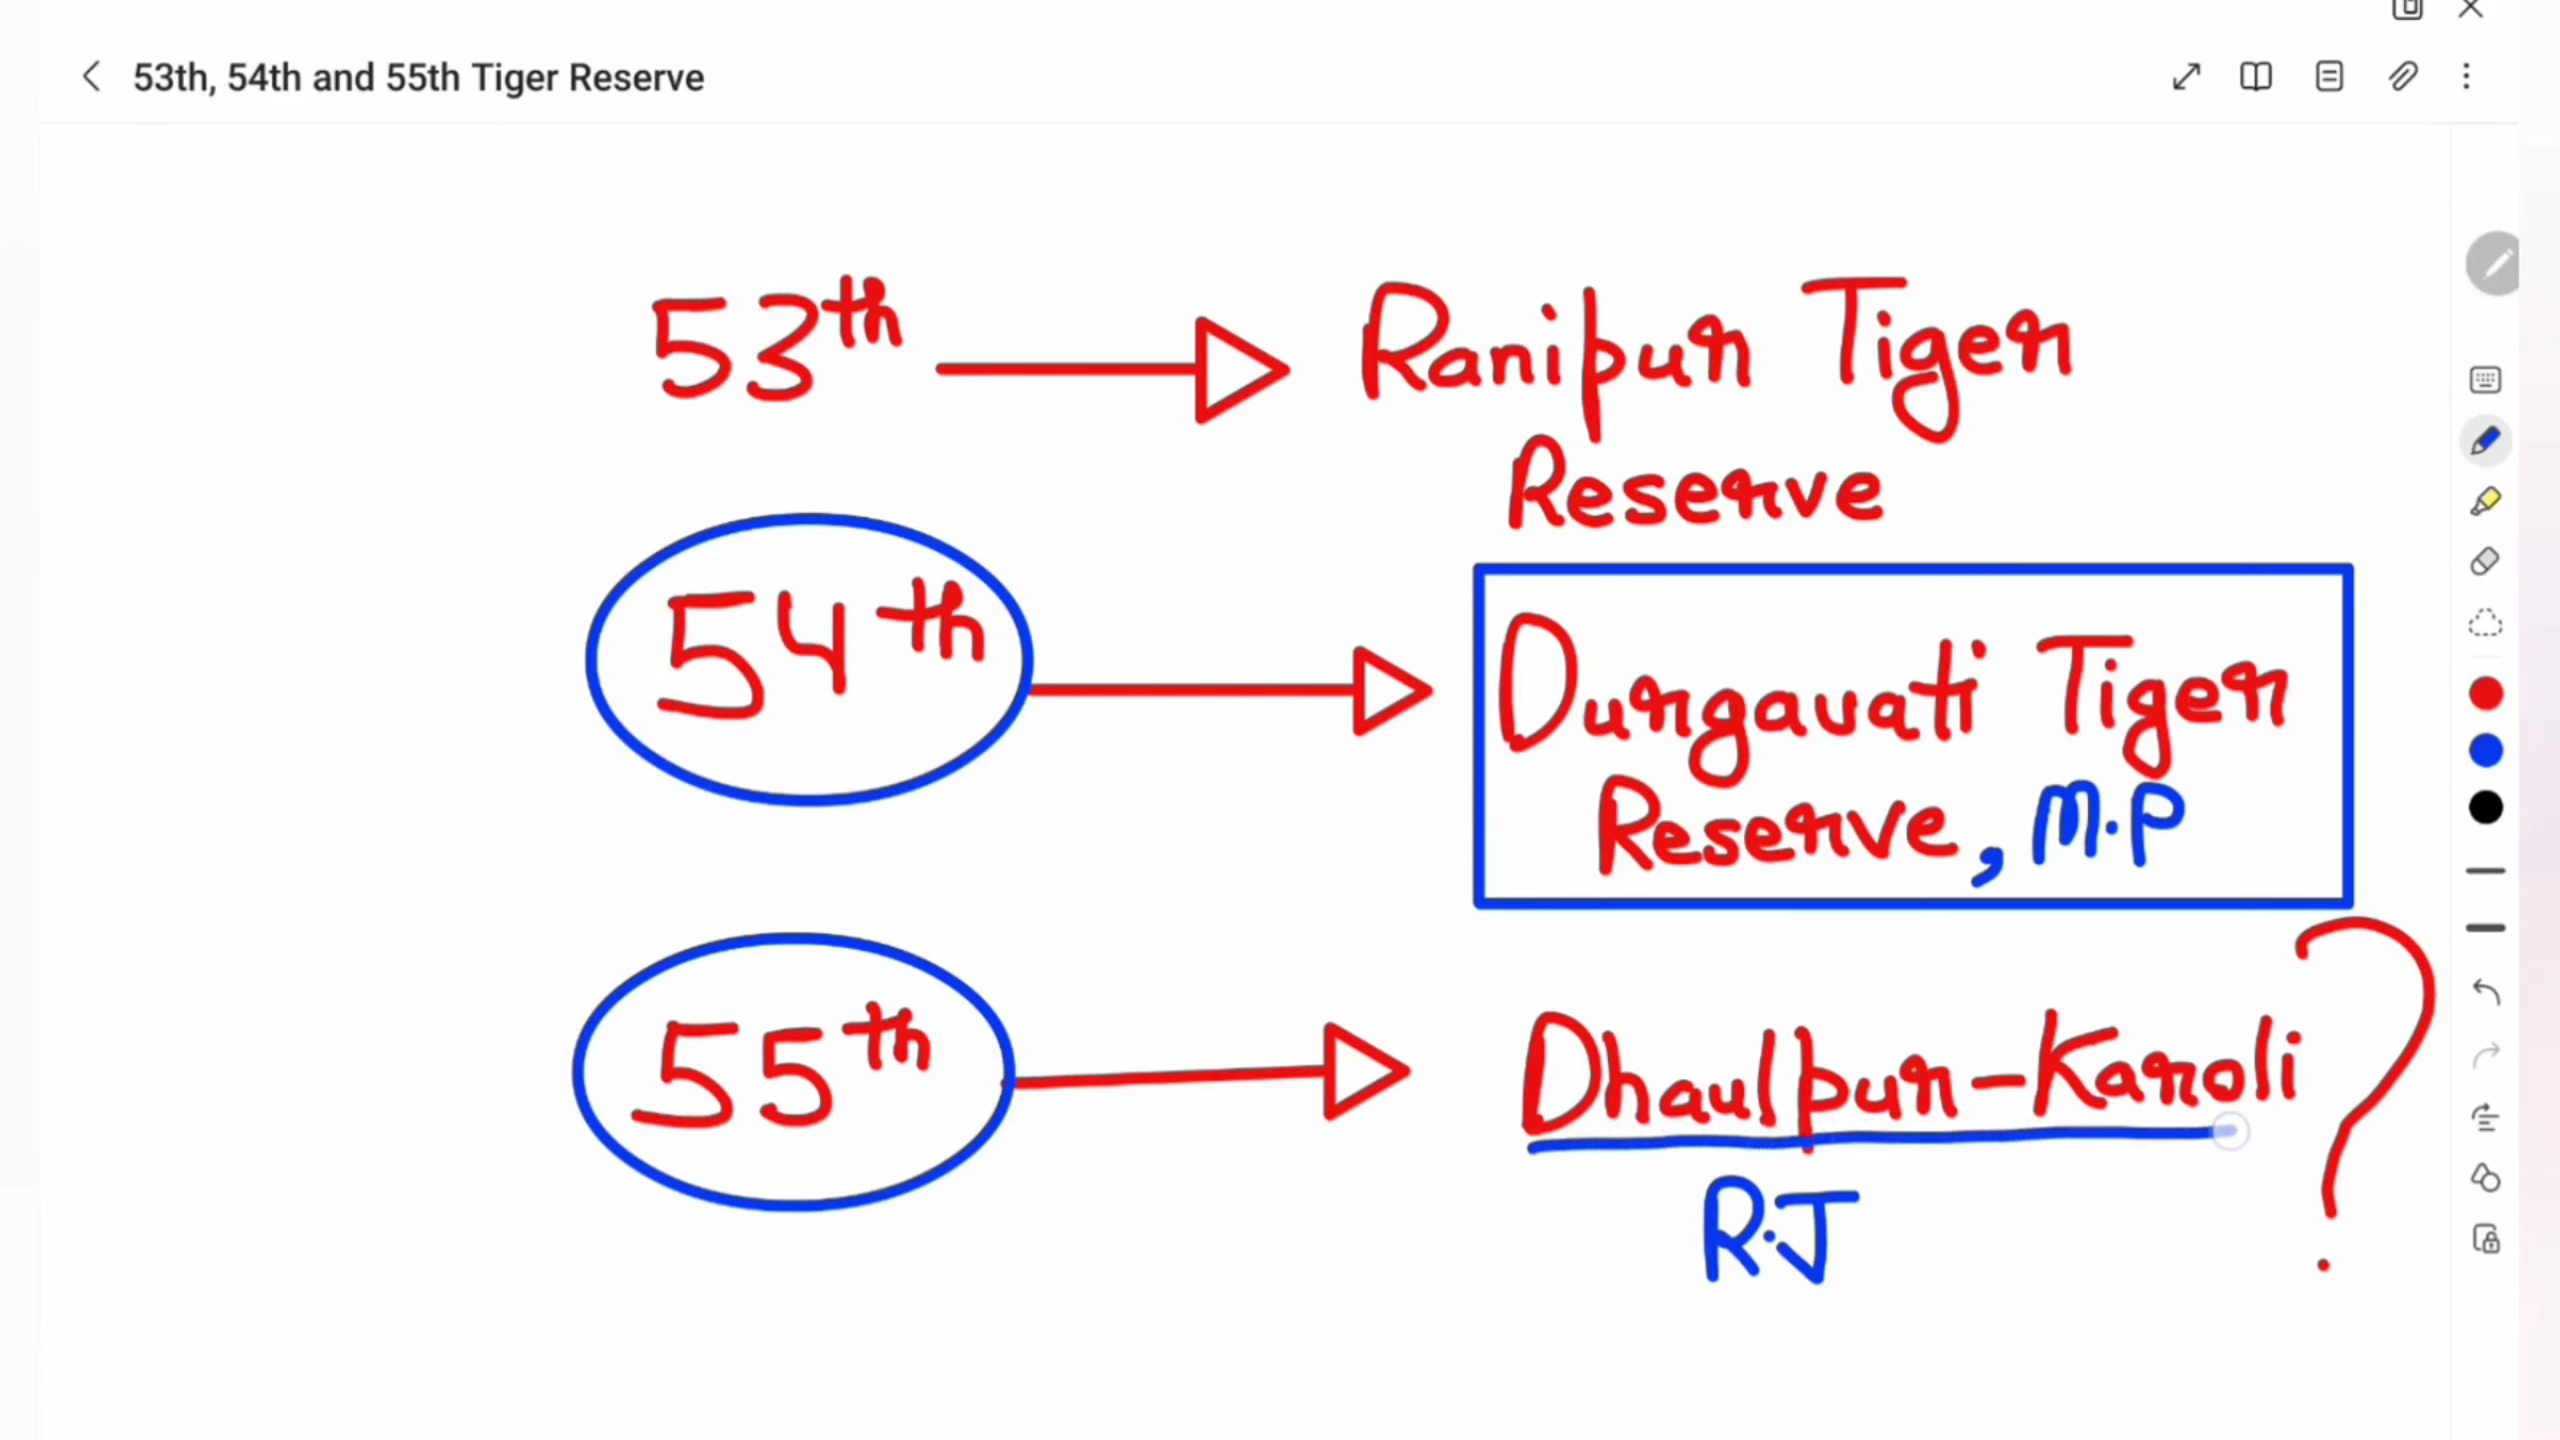 53th, 54th and 55th Tiger Reserve
53th Ranipur Tiger
Reserve
54th Durgavati Tiger
Reserve, M.P
55th Dhaulpur-Karoli ?
R.J